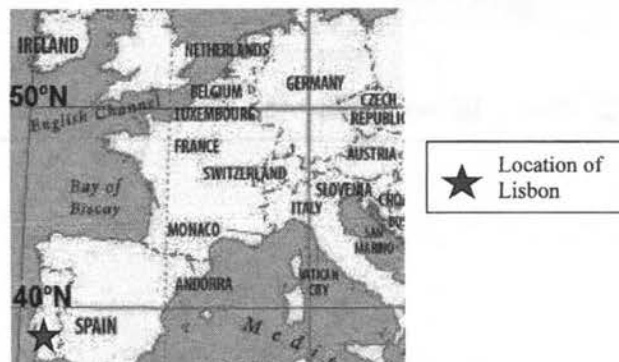 IRELAND
NETHERLANDS
BELGIUM
GERMANY
50°N
LUXEMBOURG
CZECH
REPUBLIC
English Channel
FRANCE
AUSTRIA
SWITZERLAND
SLOVENIA
Bay of
Biscay
ITALY
MONACO
SAN
MARINO
ANDORRA
VATICAN
CITY
40°N
SPAIN
Location of
Lisbon